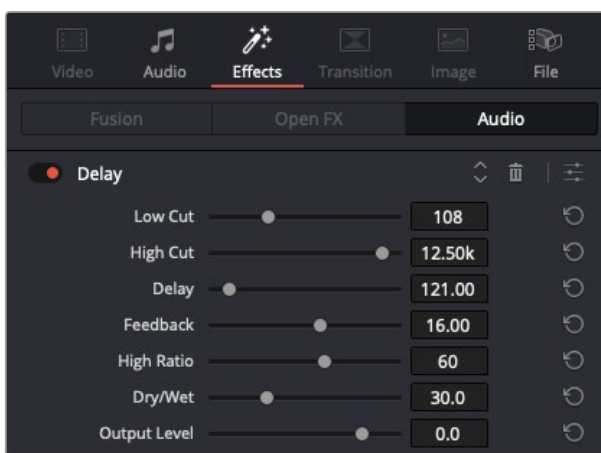 Video Audio Effects Transition Image File
Fusion Open FX Audio
Delay
Low Cut 108
High Cut 12.50k
Delay 121.00
Feedback 16.00
High Ratio 60
Dry/Wet 30.0
Output Level 0.0